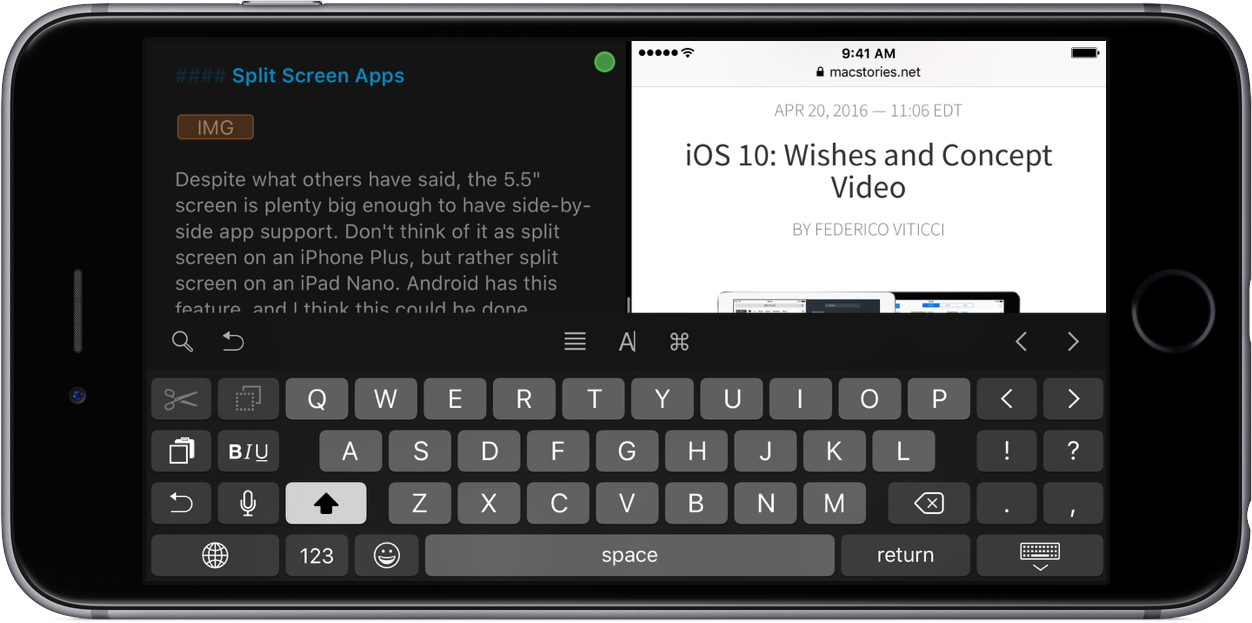 #### Split Screen Apps
IMG
Despite what others have said, the 5.5"
screen is plenty big enough to have side-by-
side app support. Don't think of it as split
screen on an iPhone Plus, but rather split
screen on an iPad Nano. Android has this
feature, and I think this could be done
9:41 AM
macstories.net
APR 20, 2016 — 11:06 EDT
iOS 10: Wishes and Concept
Video
BY FEDERICO VITICCI
A
Q W E R T Y U I O P < >
B I U A S D F G H J K L ! ?
Z X C V B N M . ,
123 space return